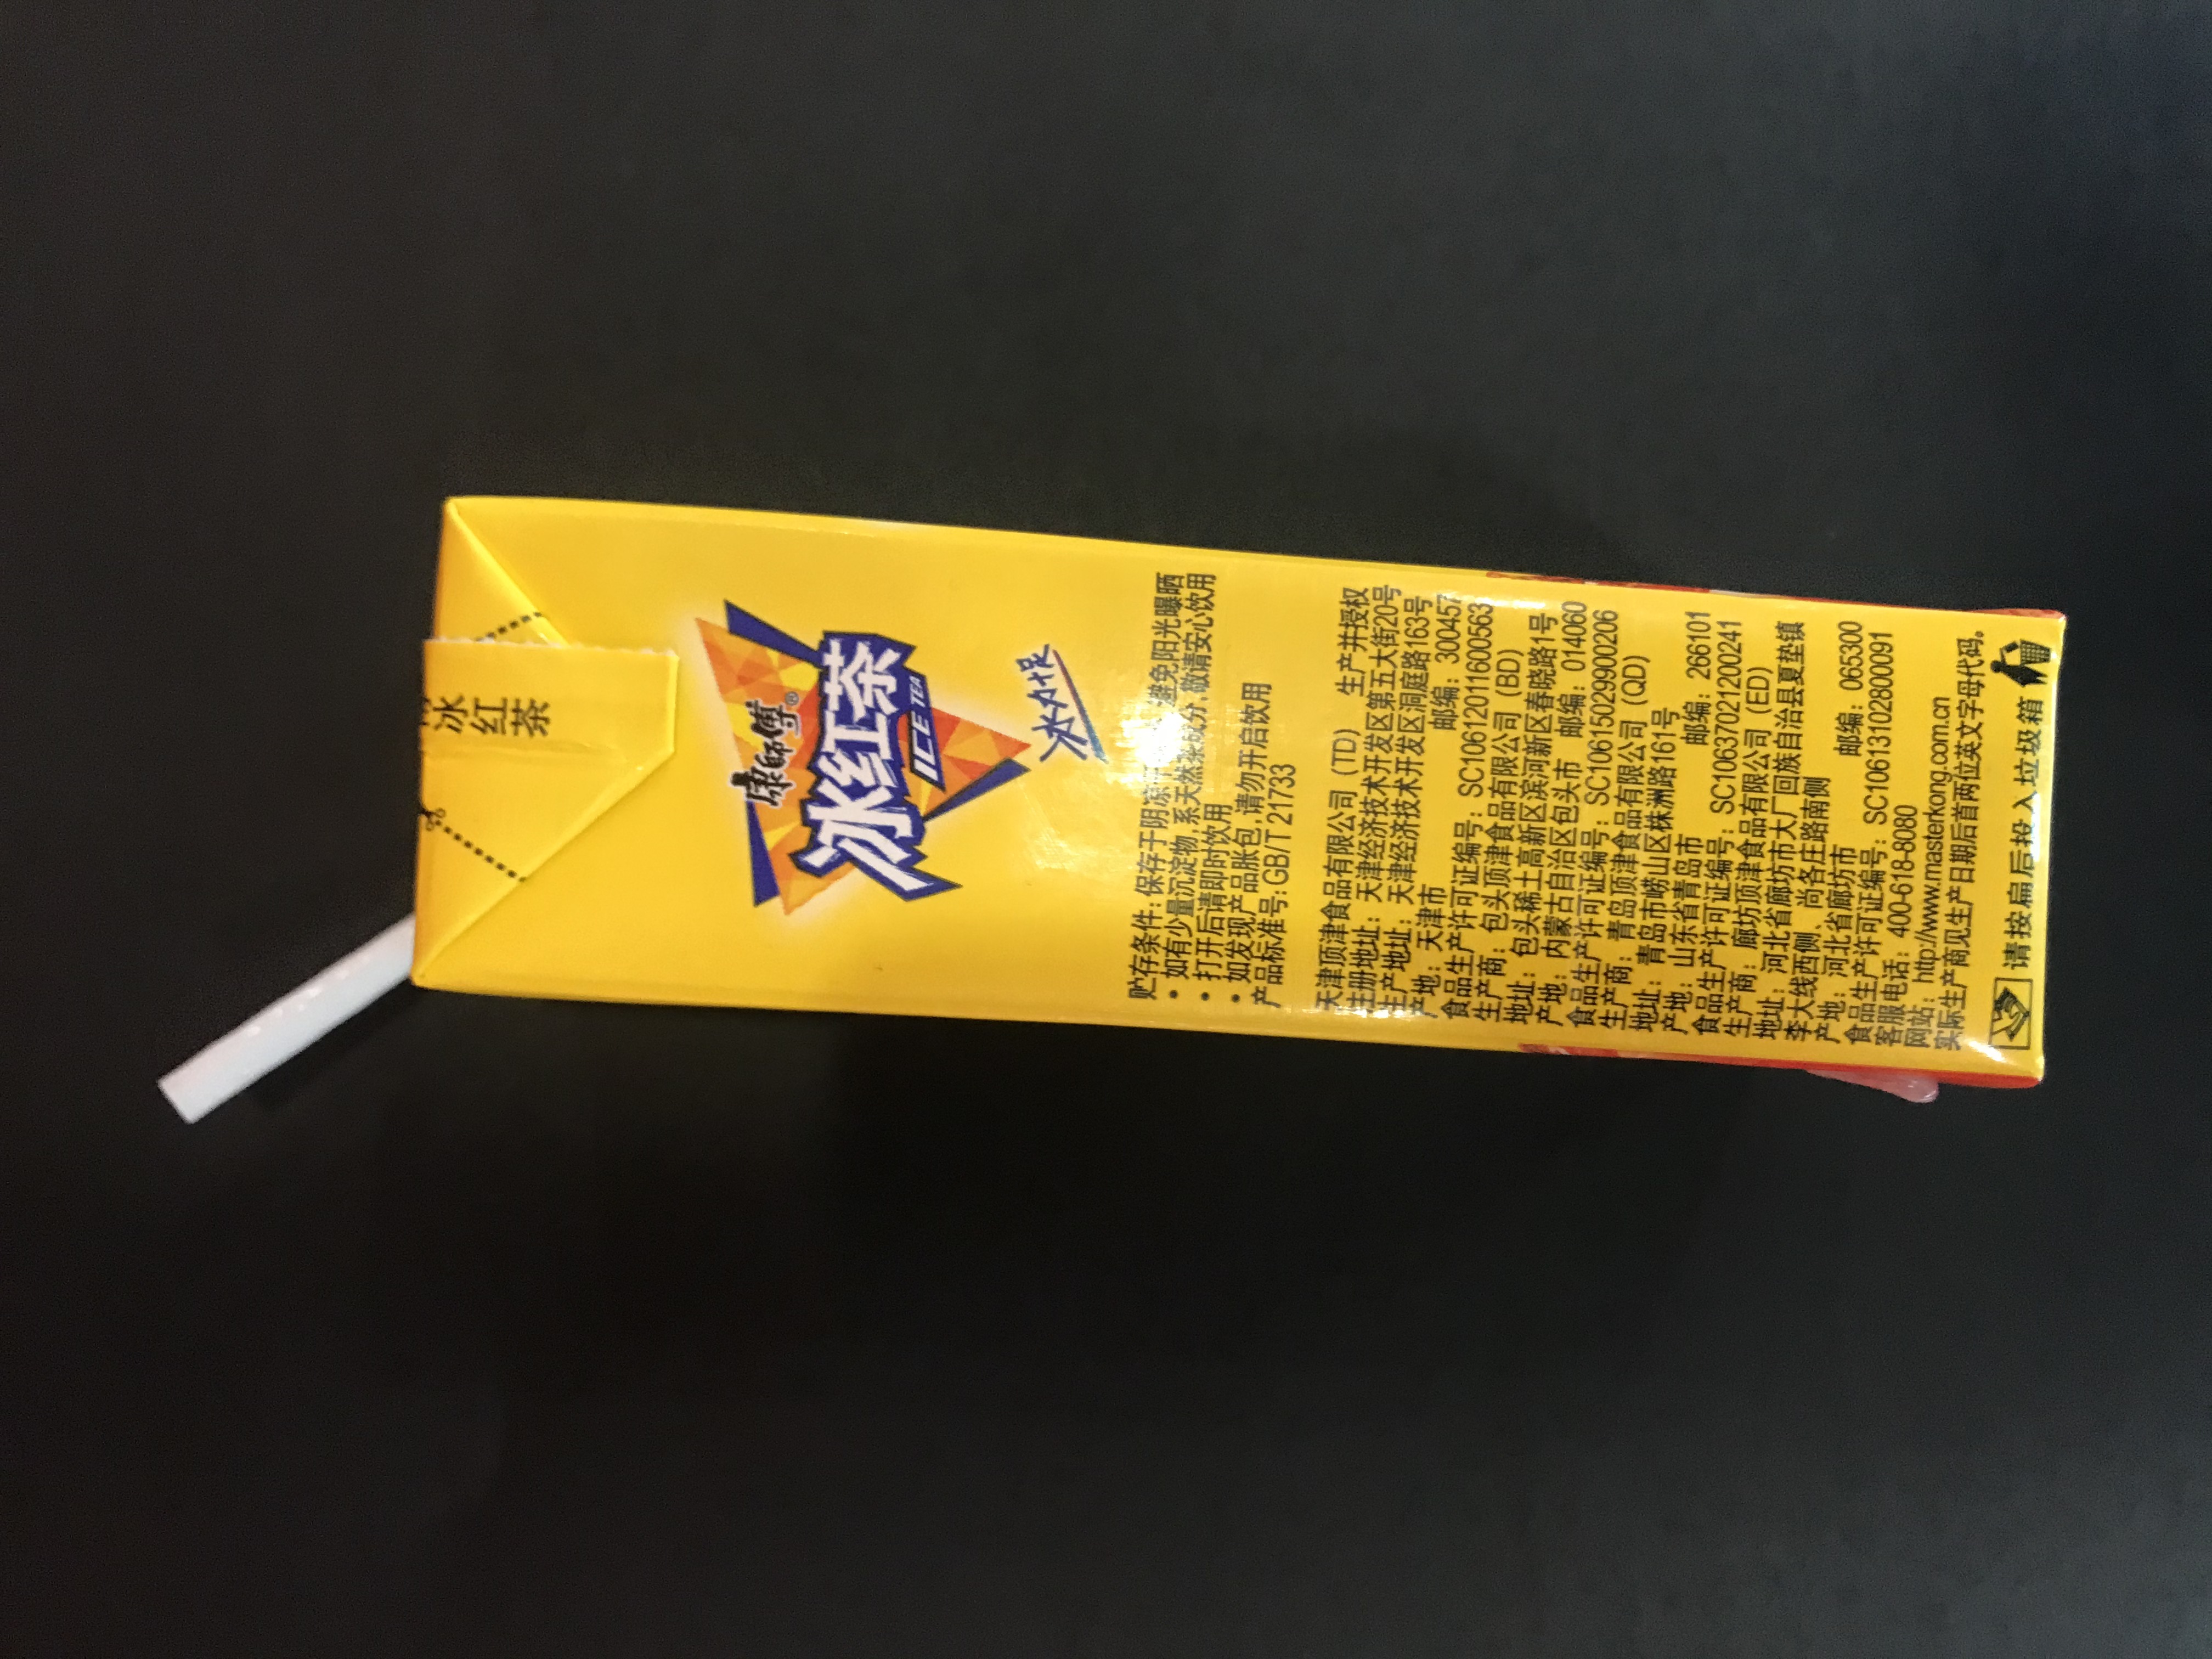 冰红茶
康師傅®
冰红茶
ICE TEA
冰力十足
贮存条件:保存于阴凉干 避免阳光曝晒
• 如有少量沉淀物,系天然茶成分,敬请安心饮用
• 打开后请即时饮用
• 如发现产品胀包,请勿开启饮用
产品标准号:GB/T 21733
天津顶津食品有限公司(TD) 生产并授权
注册地址:天津经济技术开发区第五大街20号
生产地址:天津经济技术开发区洞庭路163号
产地:天津市 邮编:300457
食品生产许可证编号:SC10612011600563
生产商:包头顶津食品有限公司(BD)
地址:包头稀土高新区滨河新区春晓路1号
产地:内蒙古自治区包头市 邮编:014060
食品生产许可证编号:SC10615029900206
生产商:青岛顶津食品有限公司(QD)
地址:青岛市崂山区株洲路161号
产地:山东省青岛市 邮编:266101
食品生产许可证编号:SC10637021200241
生产商:廊坊顶津食品有限公司(ED)
地址:河北省廊坊市大厂回族自治县夏垫镇
李大线西侧、尚各庄路南侧
产地:河北省廊坊市 邮编:065300
食品生产许可证编号:SC10613102800091
客服电话:400-618-8080
网站:http://www.masterkong.com.cn
实际生产商见生产日期后首两位英文字母代码。
请按扁后投入垃圾箱